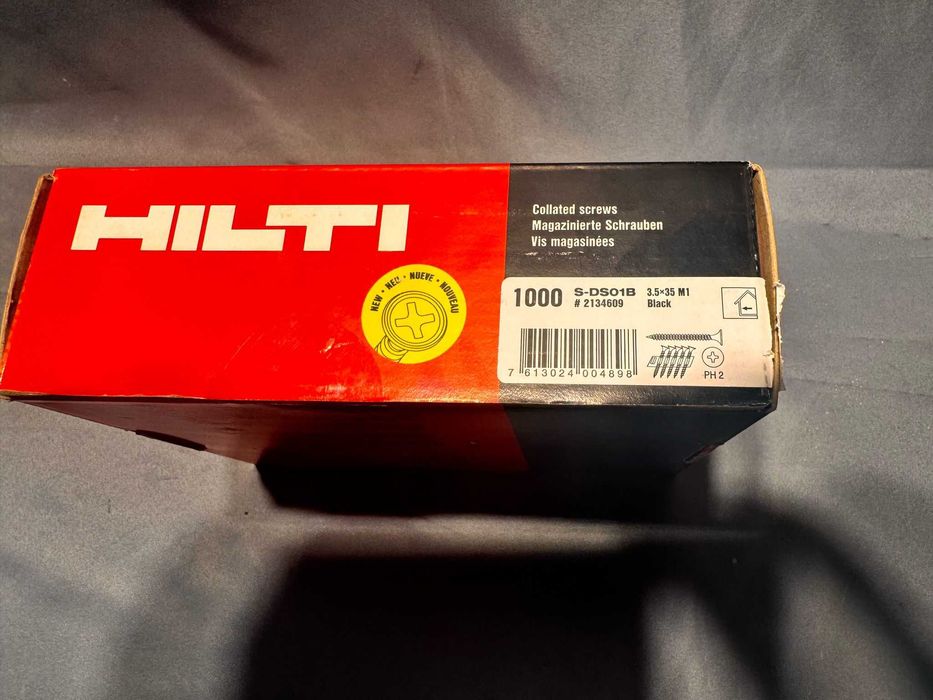 HILTI
NEW • NEU • NUEVE • NOUVEAU
Collated screws
Magazinierte Schrauben
Vis magasinées
1000 S-DS01B 3.5×35 M1
# 2134609 Black
7 613024 004898
PH 2